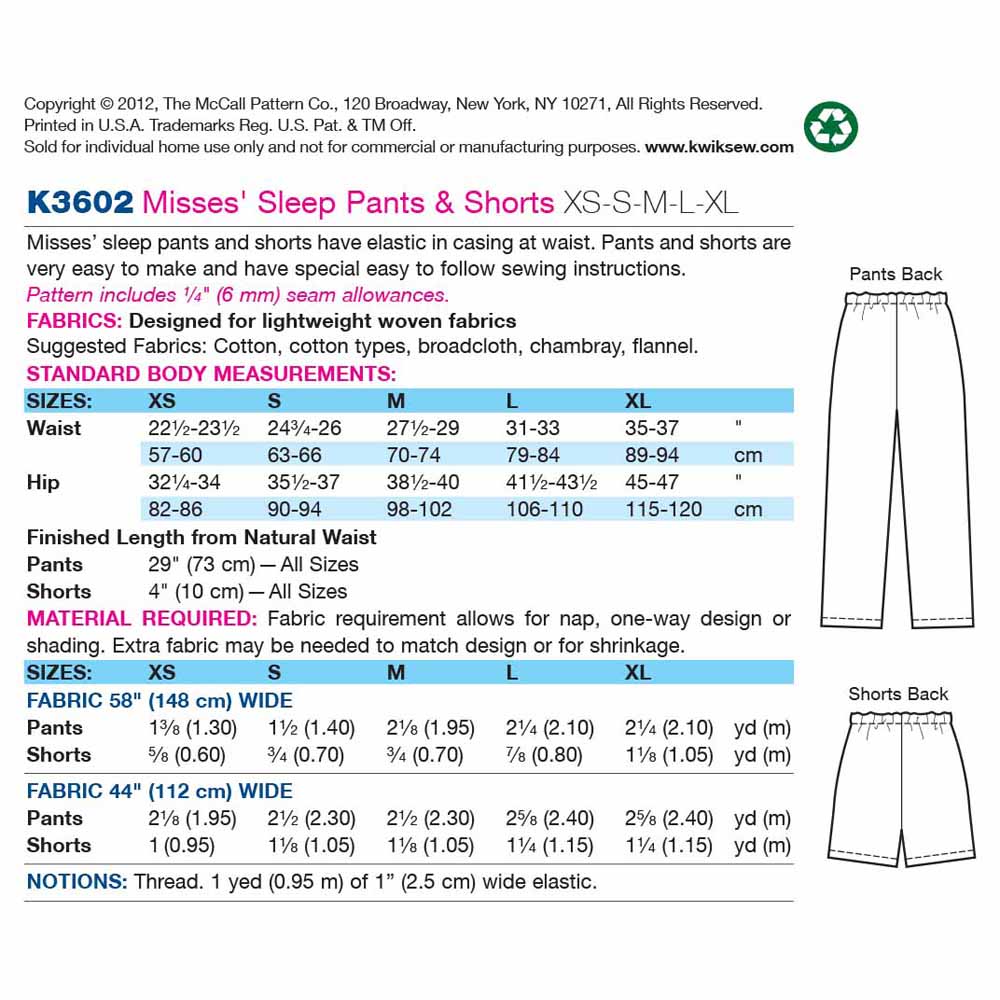 Copyright © 2012, The McCall Pattern Co., 120 Broadway, New York, NY 10271, All Rights Reserved.
Printed in U.S.A. Trademarks Reg. U.S. Pat. & TM Off.
Sold for individual home use only and not for commercial or manufacturing purposes. www.kwiksew.com
K3602 Misses' Sleep Pants & Shorts XS-S-M-L-XL
Misses’ sleep pants and shorts have elastic in casing at waist. Pants and shorts are
very easy to make and have special easy to follow sewing instructions.
Pattern includes ¼" (6 mm) seam allowances.
FABRICS: Designed for lightweight woven fabrics
Suggested Fabrics: Cotton, cotton types, broadcloth, chambray, flannel.
STANDARD BODY MEASUREMENTS:
SIZES: XS S M L XL
Waist 22½-23½ 24¾-26 27½-29 31-33 35-37 "
57-60 63-66 70-74 79-84 89-94 cm
Hip 32¼-34 35½-37 38½-40 41½-43½ 45-47 "
82-86 90-94 98-102 106-110 115-120 cm
Finished Length from Natural Waist
Pants 29" (73 cm) — All Sizes
Shorts 4" (10 cm) — All Sizes
MATERIAL REQUIRED: Fabric requirement allows for nap, one-way design or
shading. Extra fabric may be needed to match design or for shrinkage.
SIZES: XS S M L XL
FABRIC 58" (148 cm) WIDE
Pants 1⅜ (1.30) 1½ (1.40) 2⅛ (1.95) 2¼ (2.10) 2¼ (2.10) yd (m)
Shorts ⅝ (0.60) ¾ (0.70) ¾ (0.70) ⅞ (0.80) 1⅛ (1.05) yd (m)
FABRIC 44" (112 cm) WIDE
Pants 2⅛ (1.95) 2½ (2.30) 2½ (2.30) 2⅝ (2.40) 2⅝ (2.40) yd (m)
Shorts 1 (0.95) 1⅛ (1.05) 1⅛ (1.05) 1¼ (1.15) 1¼ (1.15) yd (m)
NOTIONS: Thread. 1 yed (0.95 m) of 1” (2.5 cm) wide elastic.
Pants Back
Shorts Back